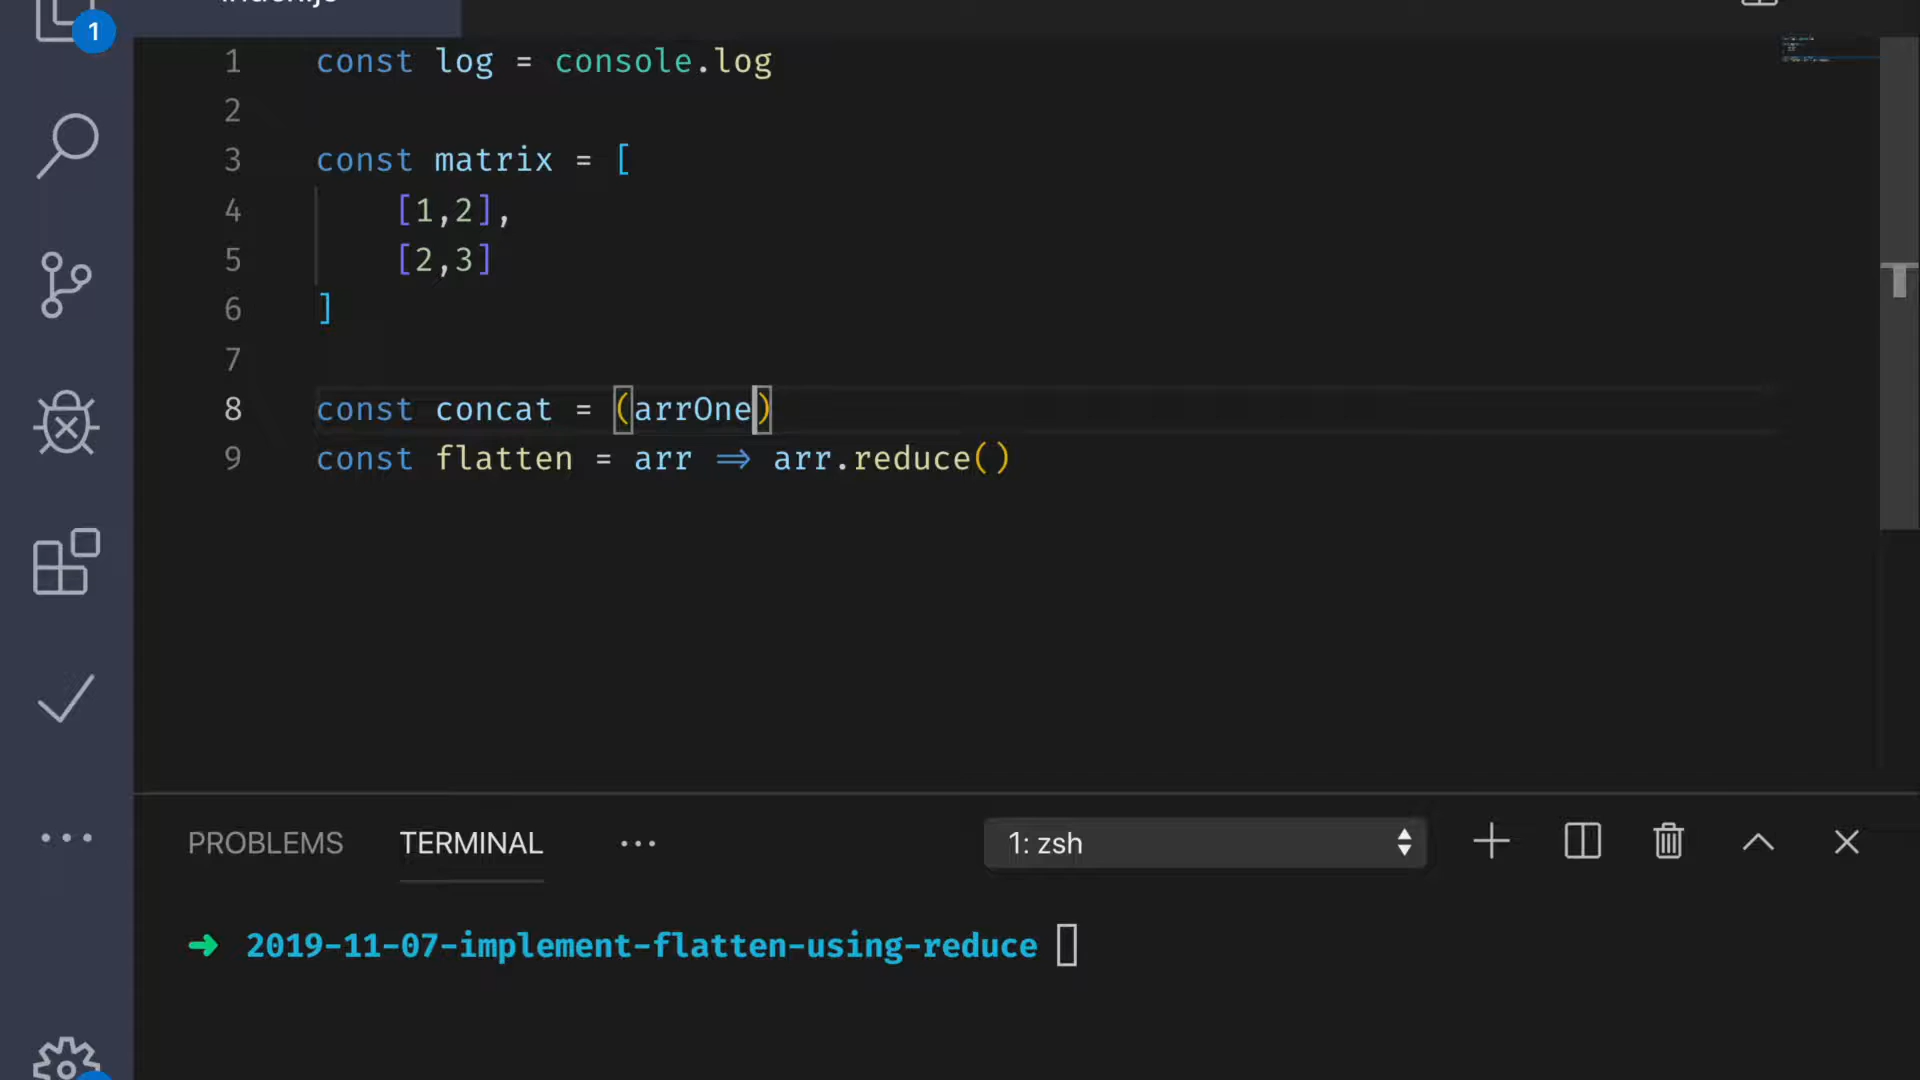 1
1 const log = console.log
2
3 const matrix = [
4 [1,2],
5 [2,3]
6 ]
7
8 const concat = (arrOne)
9 const flatten = arr ⇒ arr.reduce()
PROBLEMS TERMINAL ... 1: zsh
➜ 2019-11-07-implement-flatten-using-reduce